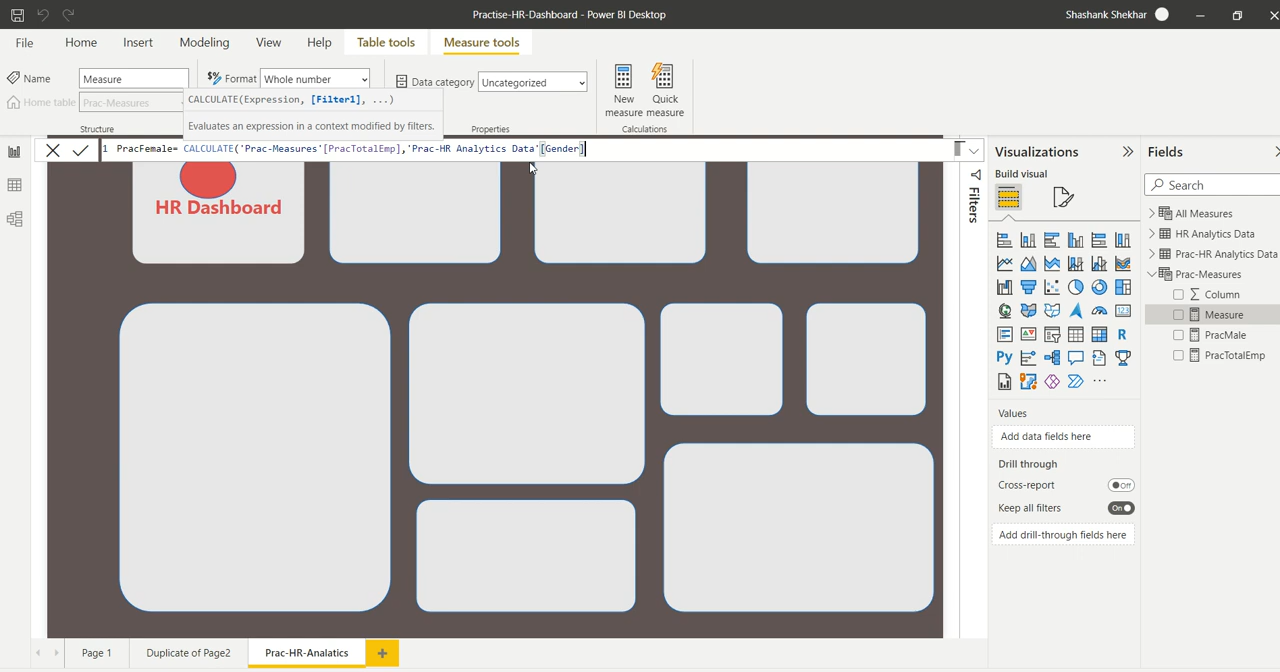 Practise-HR-Dashboard - Power BI Desktop
Shashank Shekhar
File Home Insert Modeling View Help Table tools Measure tools
Name Measure
Home table Prac-Measures
Structure
Format Whole number
Data category Uncategorized
Properties
New measure
Quick measure
Calculations
CALCULATE(Expression, [Filter1], ...)
Evaluates an expression in a context modified by filters.
1 PracFemale= CALCULATE('Prac-Measures'[PracTotalEmp],'Prac-HR Analytics Data'[Gender]
HR Dashboard
Filters
Visualizations
Build visual
123
R
Py
Values
Add data fields here
Drill through
Cross-report Off
Keep all filters On
Add drill-through fields here
Fields
Search
All Measures
HR Analytics Data
Prac-HR Analytics Data
Prac-Measures
Column
Measure
PracMale
PracTotalEmp
Page 1 Duplicate of Page2 Prac-HR-Analatics